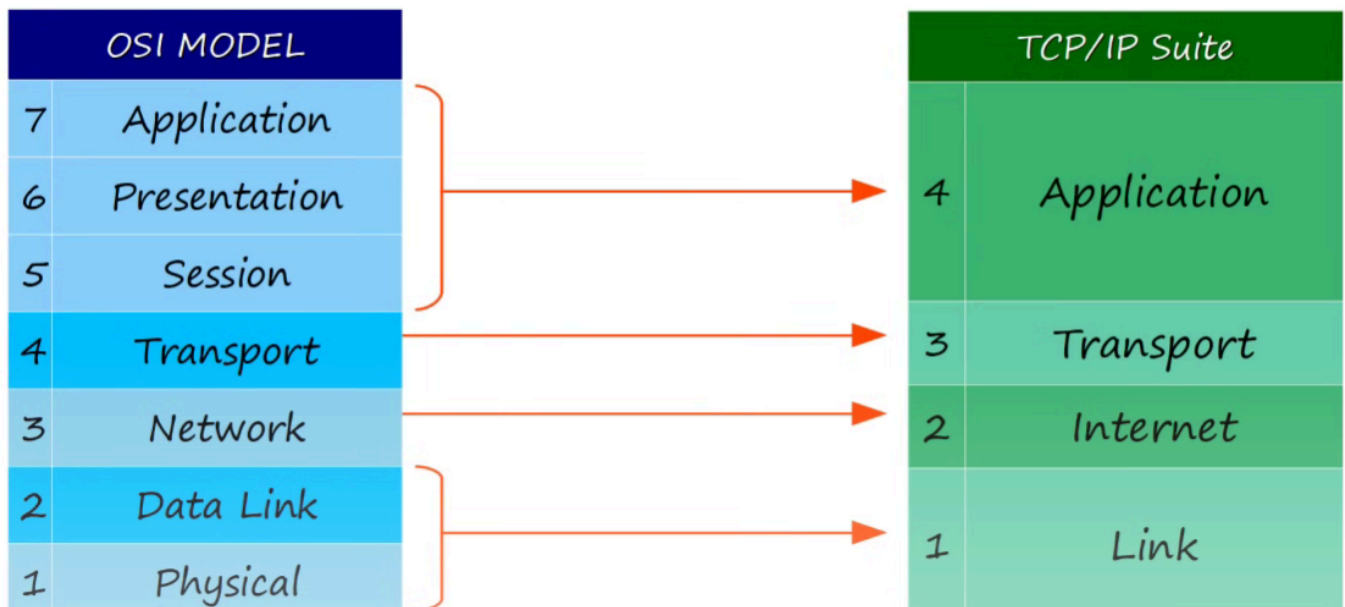 OSI MODEL
7 Application
6 Presentation
5 Session
4 Transport
3 Network
2 Data Link
1 Physical
TCP/IP Suite
4 Application
3 Transport
2 Internet
1 Link